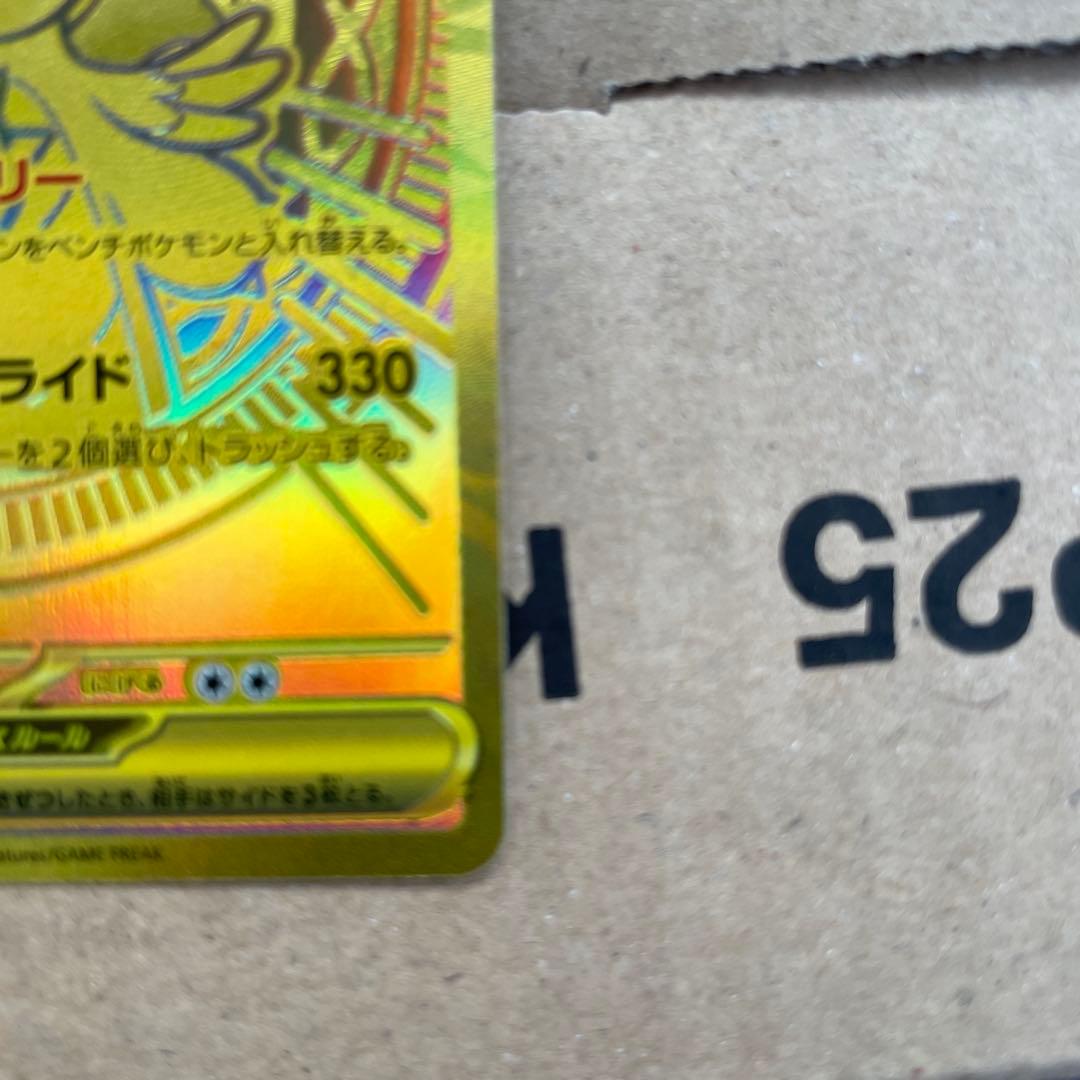 リー
ンをベンチポケモンと入れ替える。
ライド 330
ーを2個選び、トラッシュする。
にげる
ルール
きぜつしたとき、相手はサイドを3枚とる。
atures/GAME FREAK
K
25